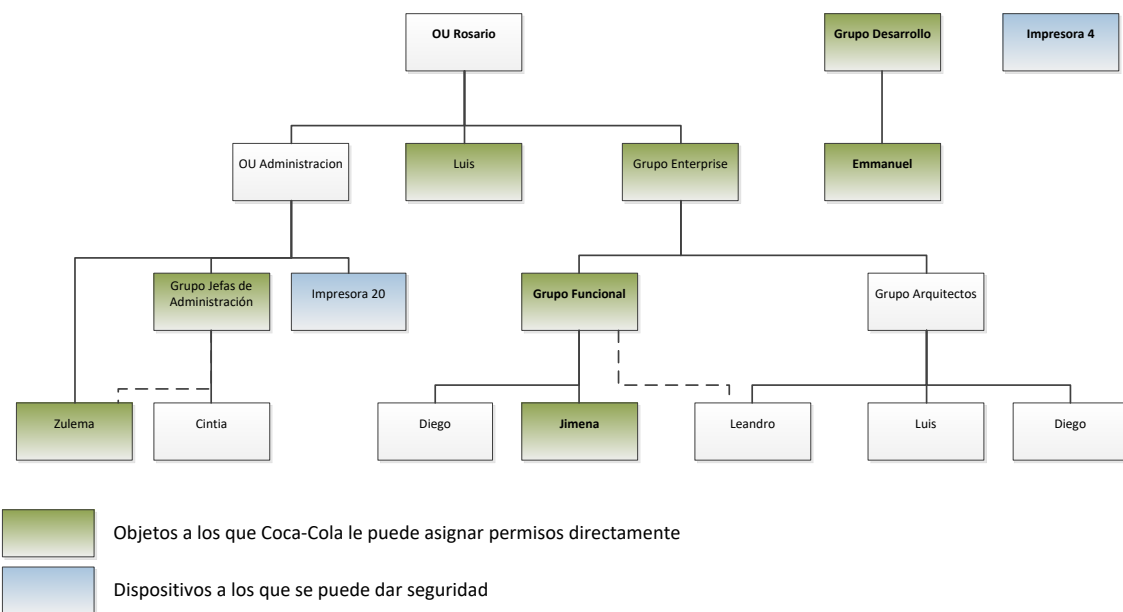 OU Rosario
Grupo Desarrollo
Impresora 4
OU Administracion
Luis
Grupo Enterprise
Emmanuel
Grupo Jefas de
Administración
Impresora 20
Grupo Funcional
Grupo Arquitectos
Zulema
Cintia
Diego
Jimena
Leandro
Luis
Diego
Objetos a los que Coca-Cola le puede asignar permisos directamente
Dispositivos a los que se puede dar seguridad